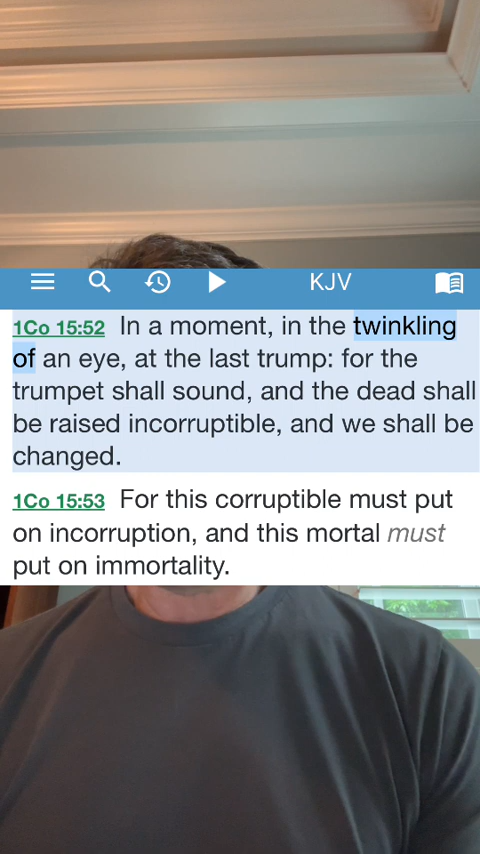 KJV
1Co 15:52 In a moment, in the twinkling
of an eye, at the last trump: for the
trumpet shall sound, and the dead shall
be raised incorruptible, and we shall be
changed.
1Co 15:53 For this corruptible must put
on incorruption, and this mortal must
put on immortality.